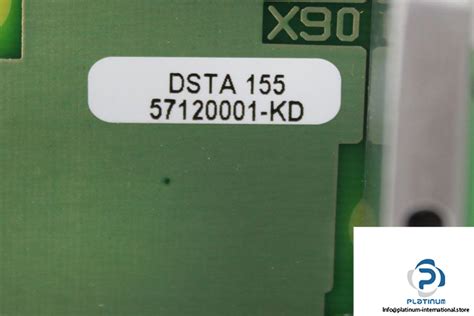 X90
DSTA 155
57120001-KD
PLATINUM
Info@platinum-international.store